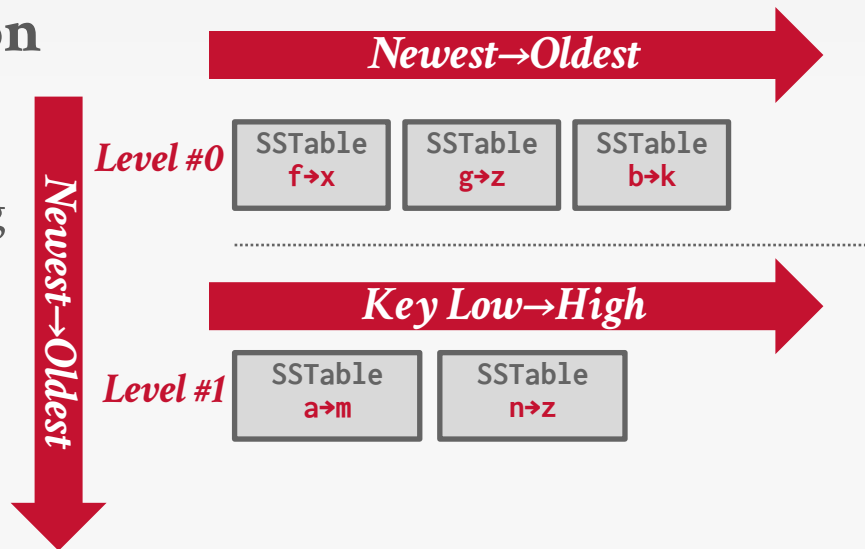 on
Newest→Oldest
Level #0
SSTable
f→x
SSTable
g→z
SSTable
b→k
g
Newest→Oldest
Key Low→High
Level #1
SSTable
a→m
SSTable
n→z